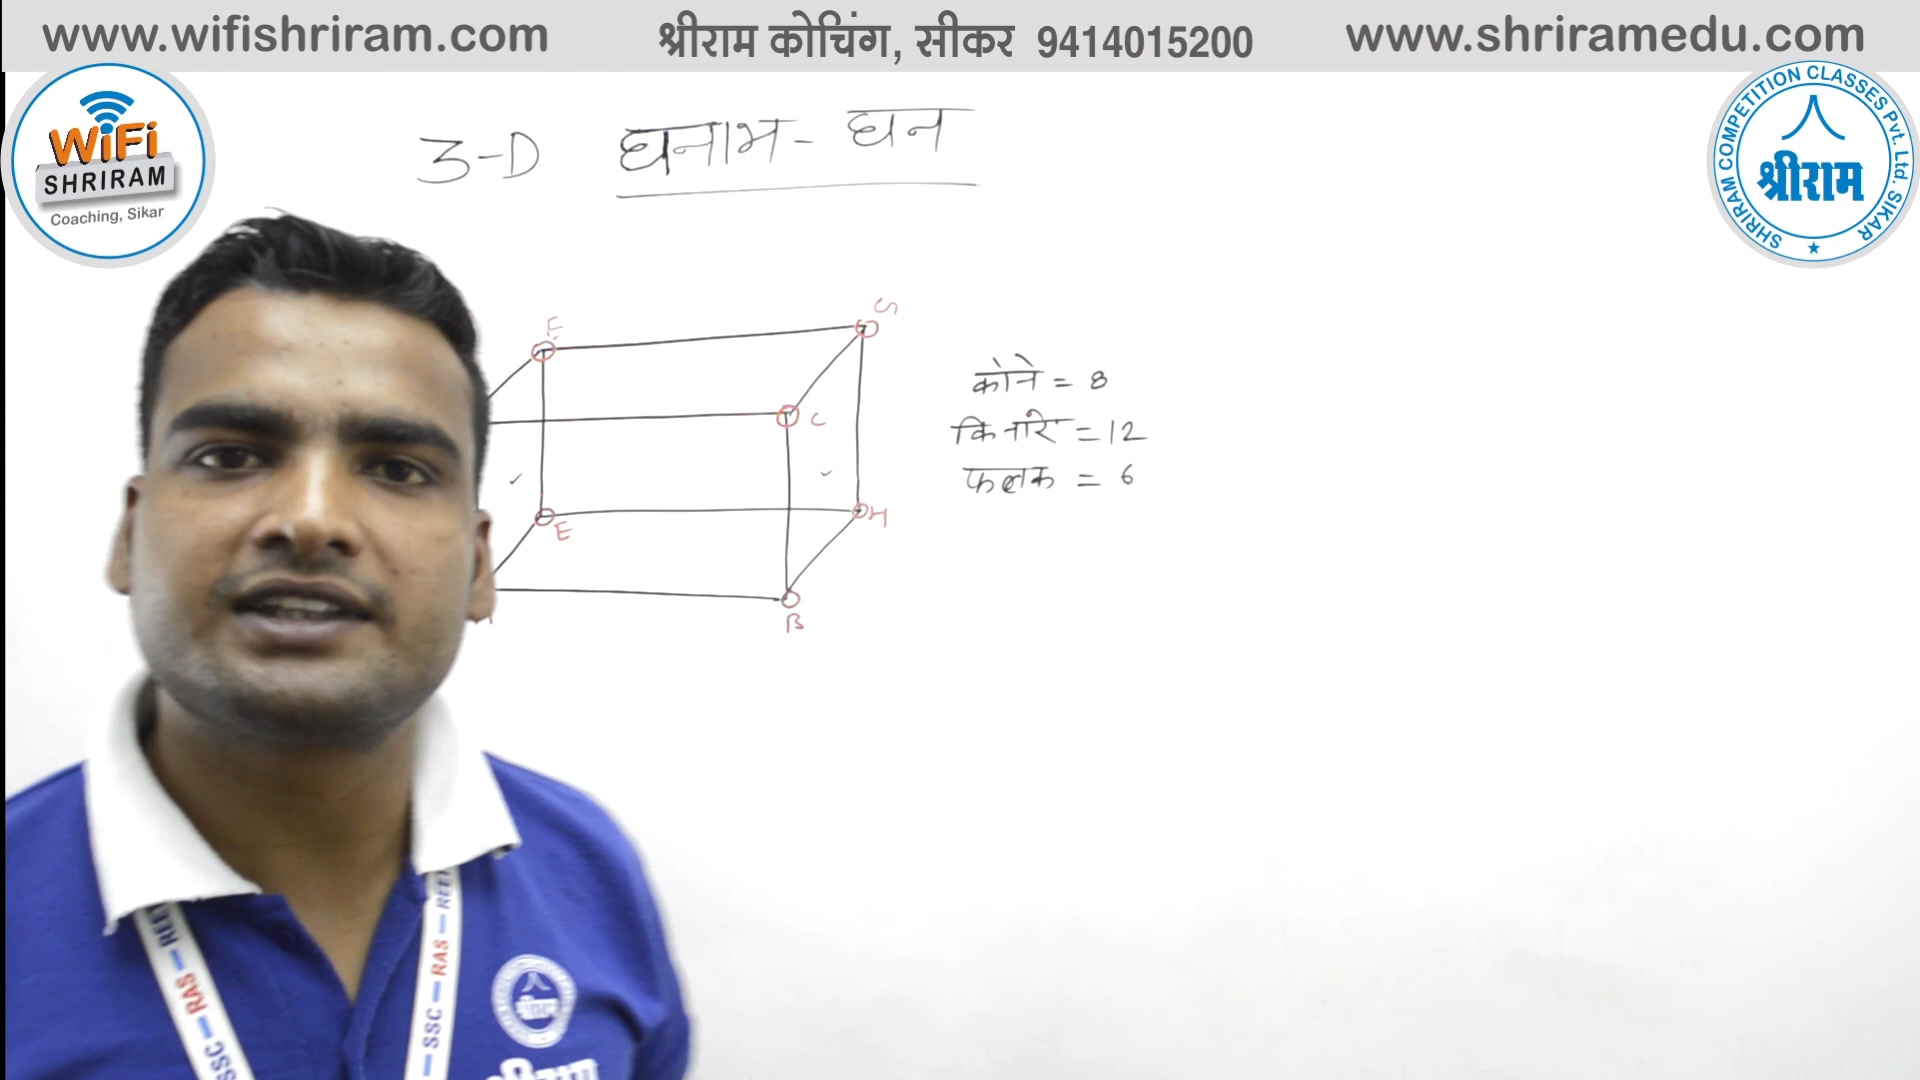 www.wifishriram.com श्रीराम कोचिंग, सीकर 9414015200 www.shriramedu.com
WiFi
SHRIRAM
Coaching, Sikar
SHRIRAM COMPETITION CLASSES Pvt. Ltd. SIKAR
श्रीराम
3-D घनाभ - घन
F G
C
E H
B
कोने = 8
किनारे = 12
फलक = 6
SSC — RAS — REET
SSC — RAS — REET
श्रीराम
श्रीराम